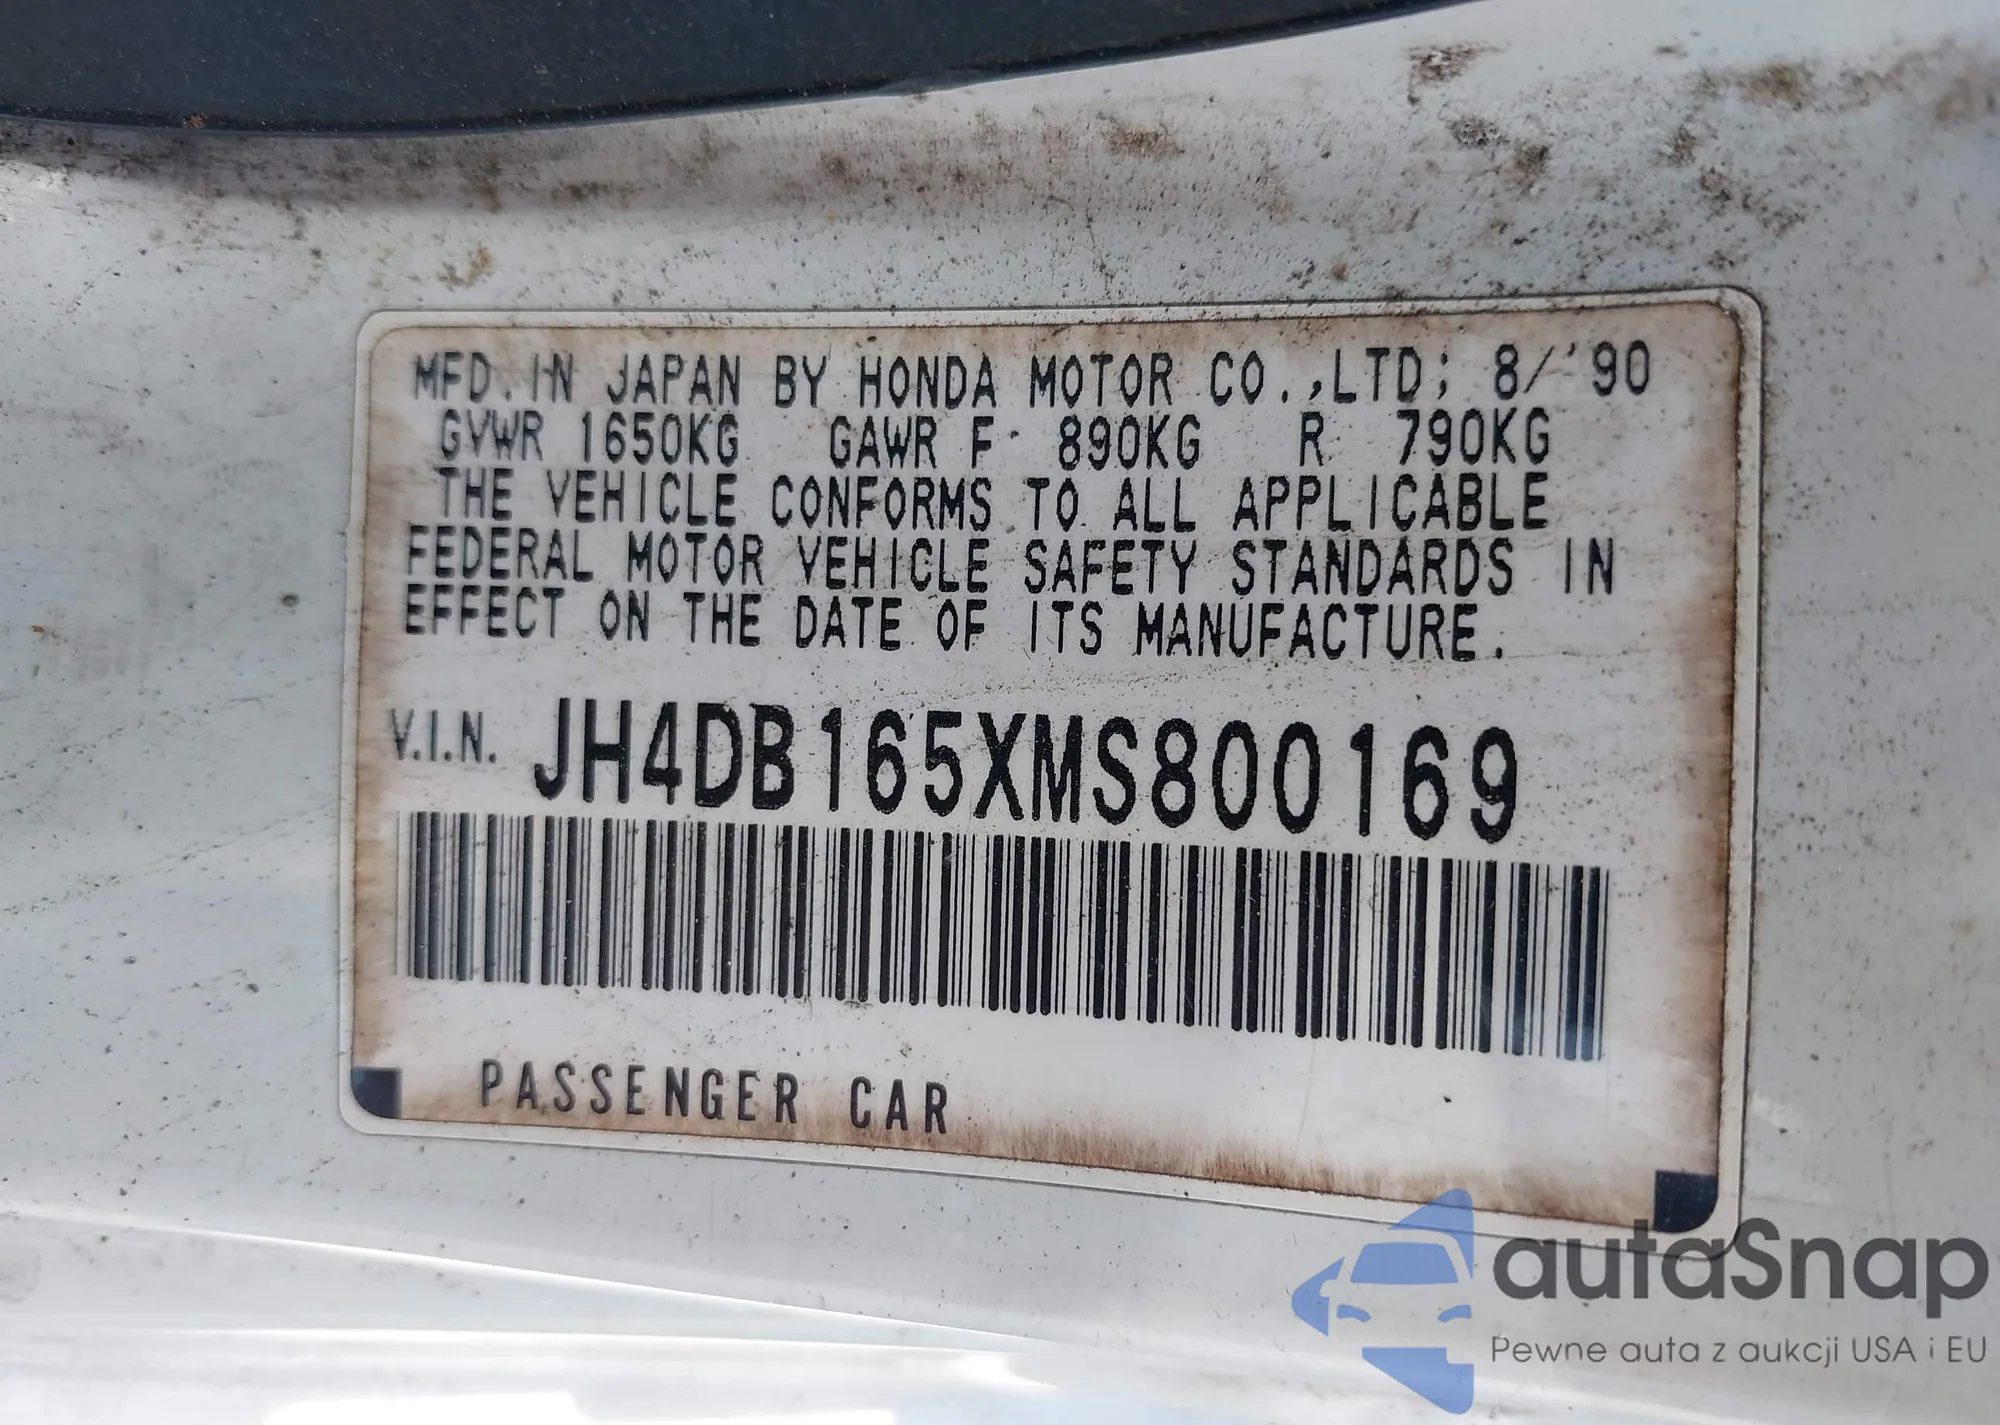 MFD. IN JAPAN BY HONDA MOTOR CO.,LTD; 8/'90
GVWR 1650KG GAWR F 890KG R 790KG
THE VEHICLE CONFORMS TO ALL APPLICABLE
FEDERAL MOTOR VEHICLE SAFETY STANDARDS IN
EFFECT ON THE DATE OF ITS MANUFACTURE.
V.I.N. JH4DB165XMS800169
PASSENGER CAR
autaSnap
Pewne auta z aukcji USA i EU